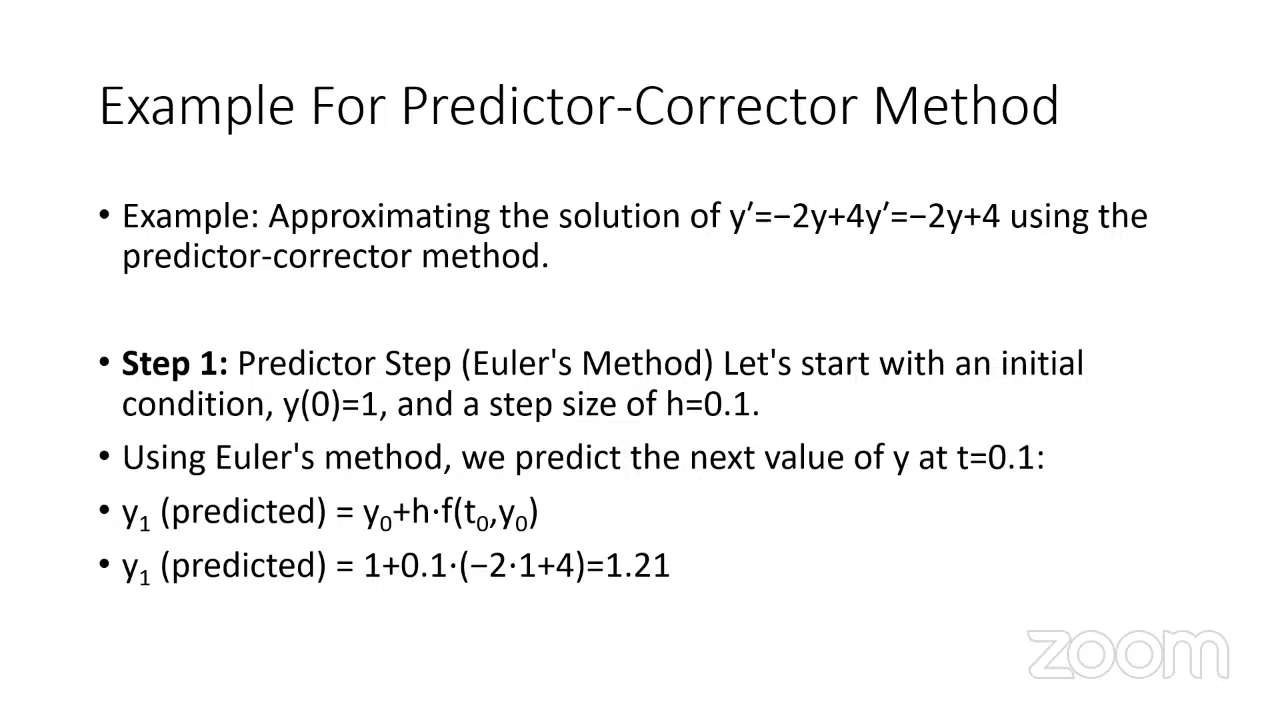 Example For Predictor-Corrector Method
• Example: Approximating the solution of y′=−2y+4y′=−2y+4 using the
predictor-corrector method.
• Step 1: Predictor Step (Euler's Method) Let's start with an initial
condition, y(0)=1, and a step size of h=0.1.
• Using Euler's method, we predict the next value of y at t=0.1:
• y₁ (predicted) = y₀+h·f(t₀,y₀)
• y₁ (predicted) = 1+0.1·(−2·1+4)=1.21
zoom